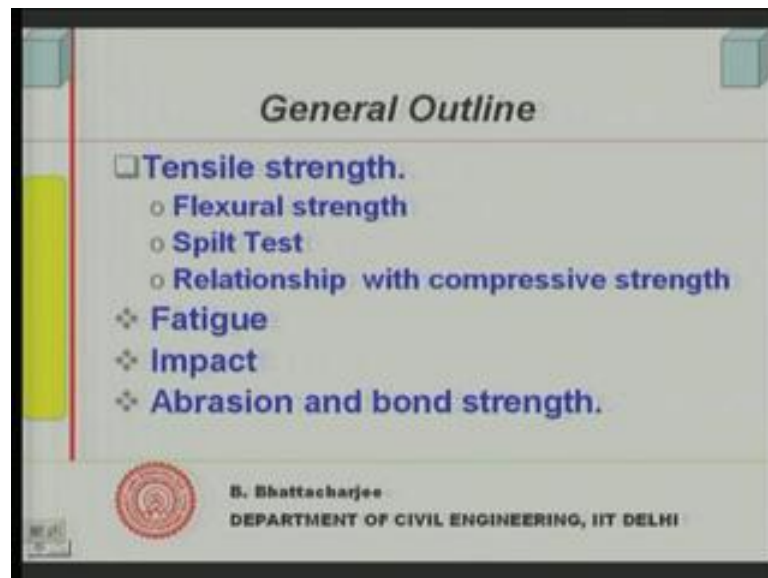 General Outline
Tensile strength.
Flexural strength
Spilt Test
Relationship with compressive strength
Fatigue
Impact
Abrasion and bond strength.
B. Bhattacharjee
DEPARTMENT OF CIVIL ENGINEERING, IIT DELHI